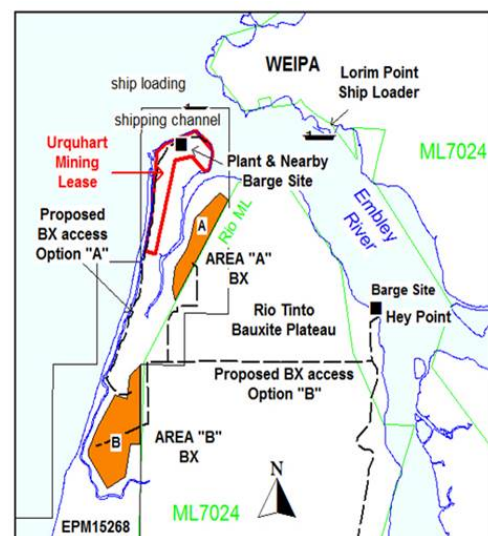 WEIPA
Lorim Point
Ship Loader
ship loading
shipping channel
Urquhart
Mining
Lease
Plant & Nearby
Barge Site
ML7024
Proposed
BX access
Option "A"
A
Rio ML
Embley
River
AREA "A"
BX
Barge Site
Hey Point
Rio Tinto
Bauxite Plateau
Proposed BX access
Option "B"
B
AREA "B"
BX
N
EPM15268
ML7024